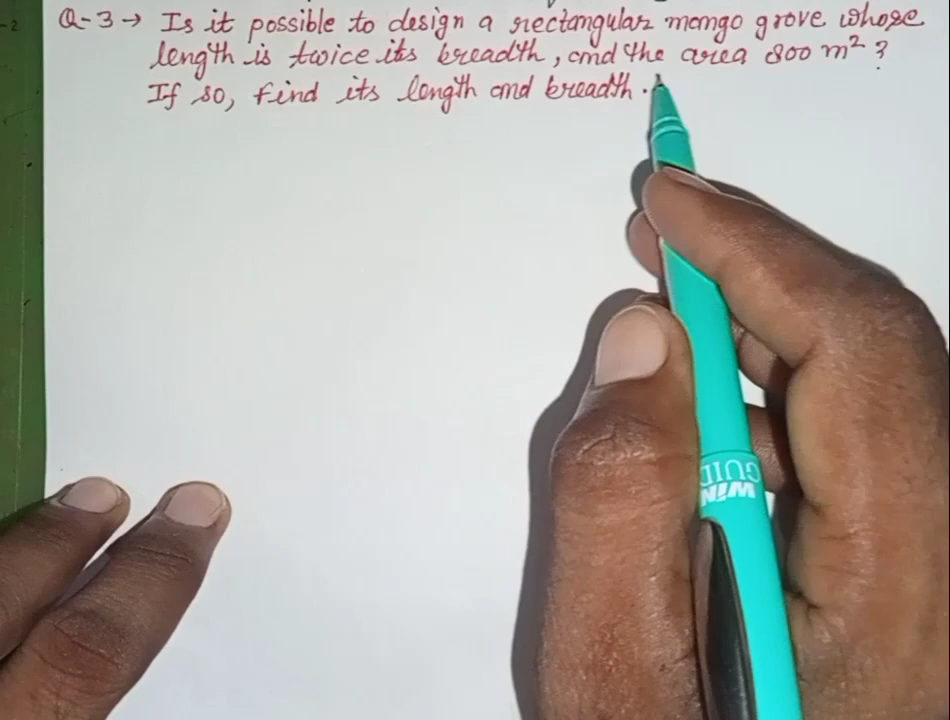 Q-3 → Is it possible to design a rectangular mango grove whose
length is twice its breadth, and the area 800 m² ?
If so, find its length and breadth.
WIN
GUID
-2